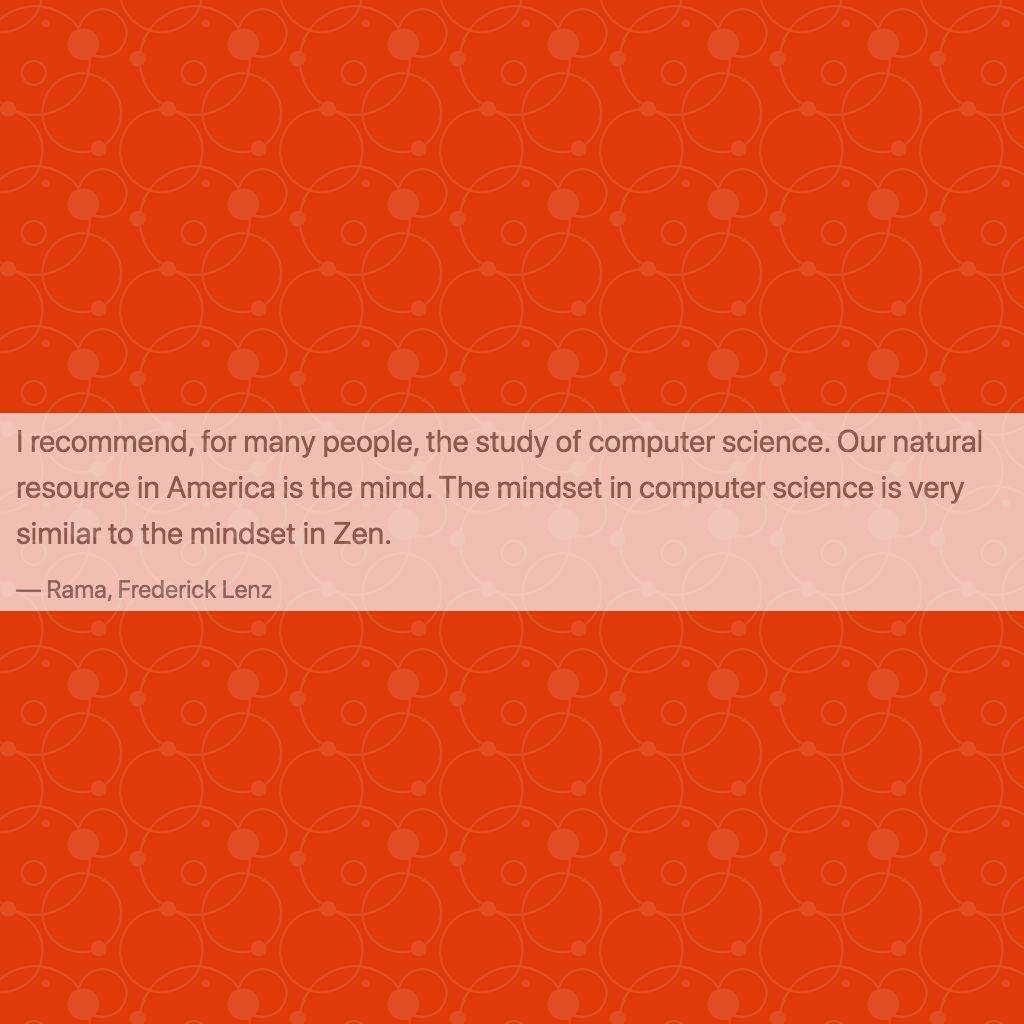 I recommend, for many people, the study of computer science. Our natural
resource in America is the mind. The mindset in computer science is very
similar to the mindset in Zen.
— Rama, Frederick Lenz